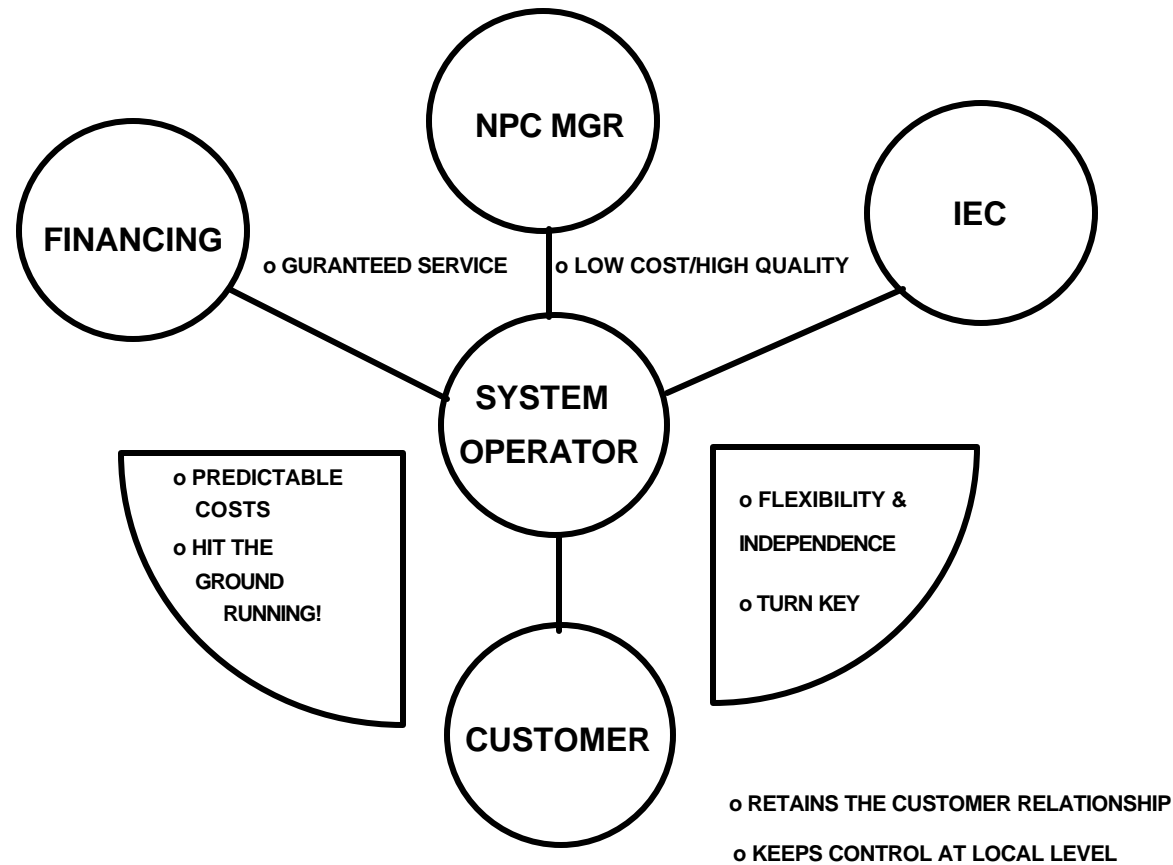 NPC MGR
IEC
FINANCING
o GURANTEED SERVICE
o LOW COST/HIGH QUALITY
SYSTEM
OPERATOR
o PREDICTABLE
COSTS
o HIT THE
GROUND
RUNNING!
o FLEXIBILITY &
INDEPENDENCE
o TURN KEY
CUSTOMER
o RETAINS THE CUSTOMER RELATIONSHIP
o KEEPS CONTROL AT LOCAL LEVEL